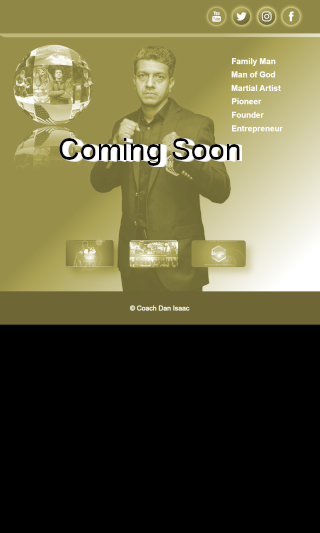 You
Tube
Family Man
Man of God
Martial Artist
Pioneer
Founder
Entrepreneur
Coming Soon
© Coach Dan Isaac